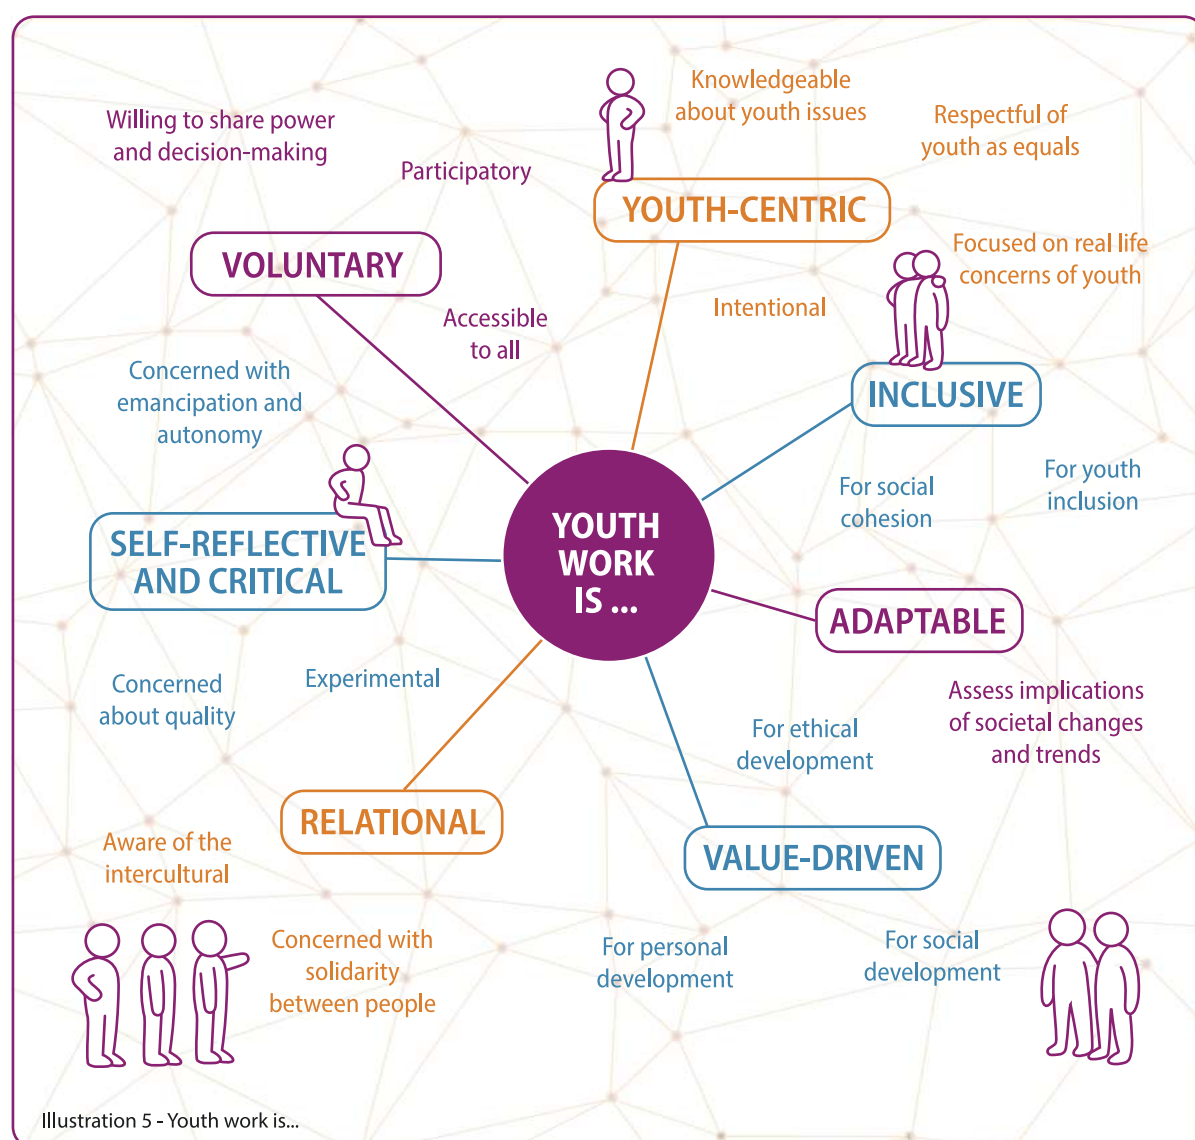 Knowledgeable
about youth issues
Willing to share power
and decision-making
Respectful of
youth as equals
Participatory
YOUTH-CENTRIC
VOLUNTARY
Focused on real life
concerns of youth
Intentional
Accessible
to all
Concerned with
emancipation and
autonomy
INCLUSIVE
For social
cohesion
For youth
inclusion
SELF-REFLECTIVE
AND CRITICAL
YOUTH
WORK
IS ...
ADAPTABLE
Concerned
about quality
Experimental
Assess implications
of societal changes
and trends
For ethical
development
RELATIONAL
VALUE-DRIVEN
Aware of the
intercultural
Concerned with
solidarity
between people
For personal
development
For social
development
Illustration 5 - Youth work is...